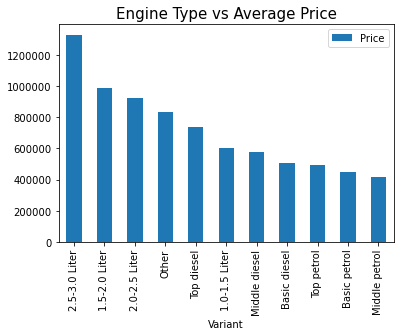 Engine Type vs Average Price
Price
1200000
1000000
800000
600000
400000
200000
0
2.5-3.0 Liter
1.5-2.0 Liter
2.0-2.5 Liter
Other
Top diesel
1.0-1.5 Liter
Middle diesel
Basic diesel
Top petrol
Basic petrol
Middle petrol
Variant